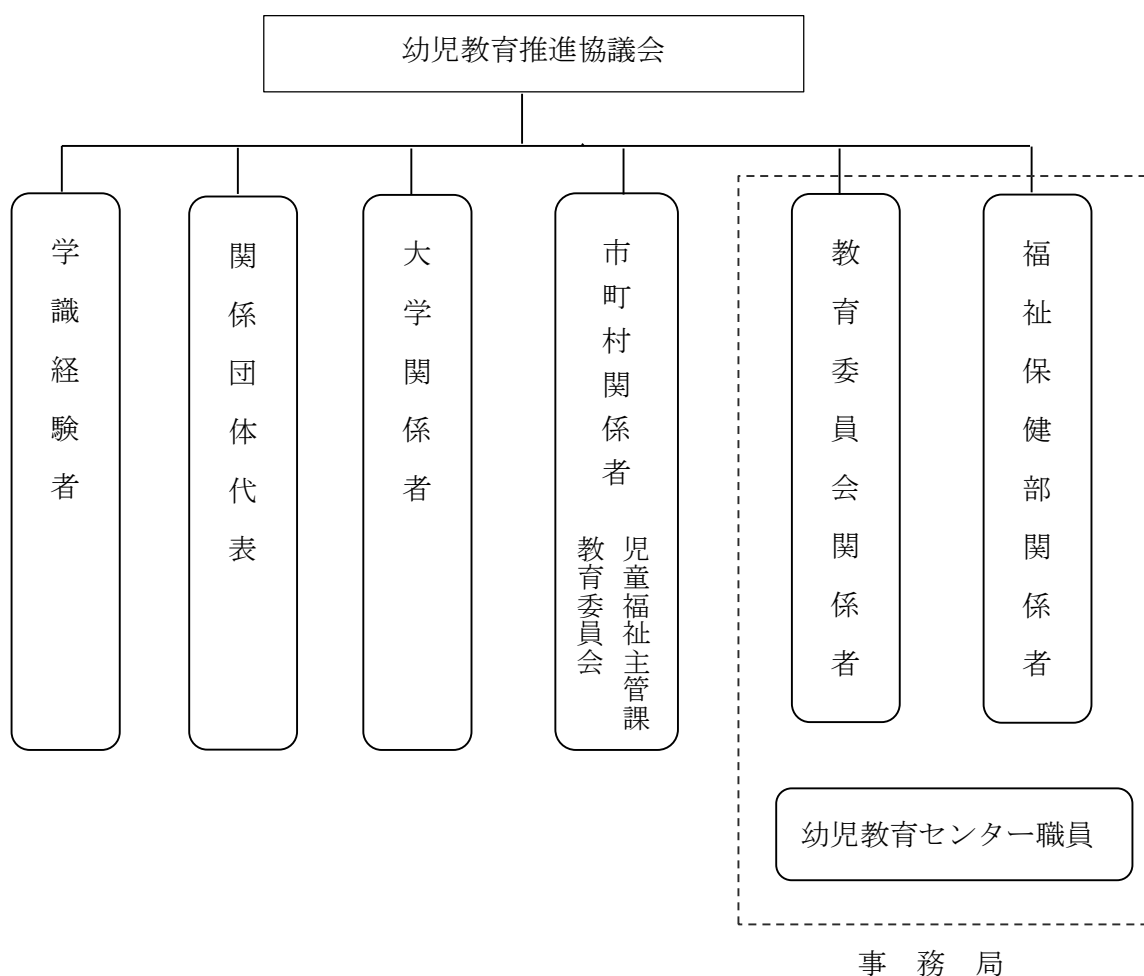 幼児教育推進協議会
学識経験者
関係団体代表
大学関係者
市町村関係者
児童福祉主管課
教育委員会
教育委員会関係者
福祉保健部関係者
幼児教育センター職員
事務局